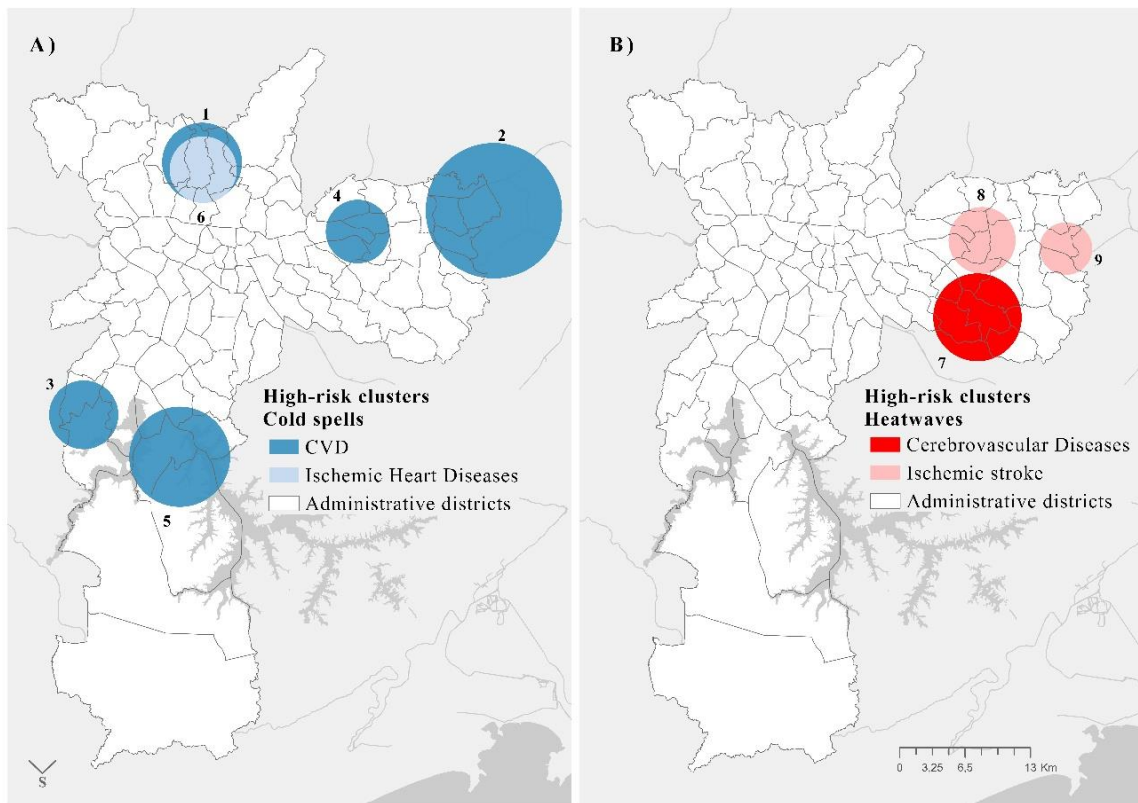 A)
1
2
4
6
3
High-risk clusters
Cold spells
CVD
Ischemic Heart Diseases
Administrative districts
5
S
B)
8
9
7
High-risk clusters
Heatwaves
Cerebrovascular Diseases
Ischemic stroke
Administrative districts
0 3,25 6,5 13 Km